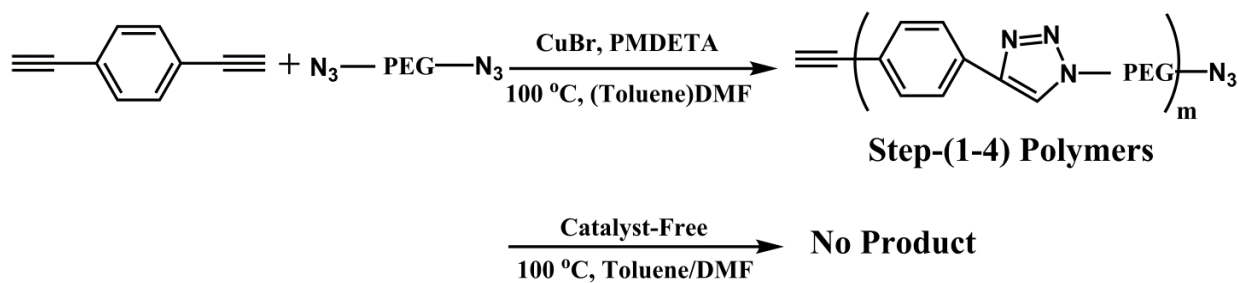 + N₃ PEG N₃ CuBr, PMDETA N N N PEG N₃
100 °C, (Toluene)DMF m
Step-(1-4) Polymers
Catalyst-Free
100 °C, Toluene/DMF
No Product